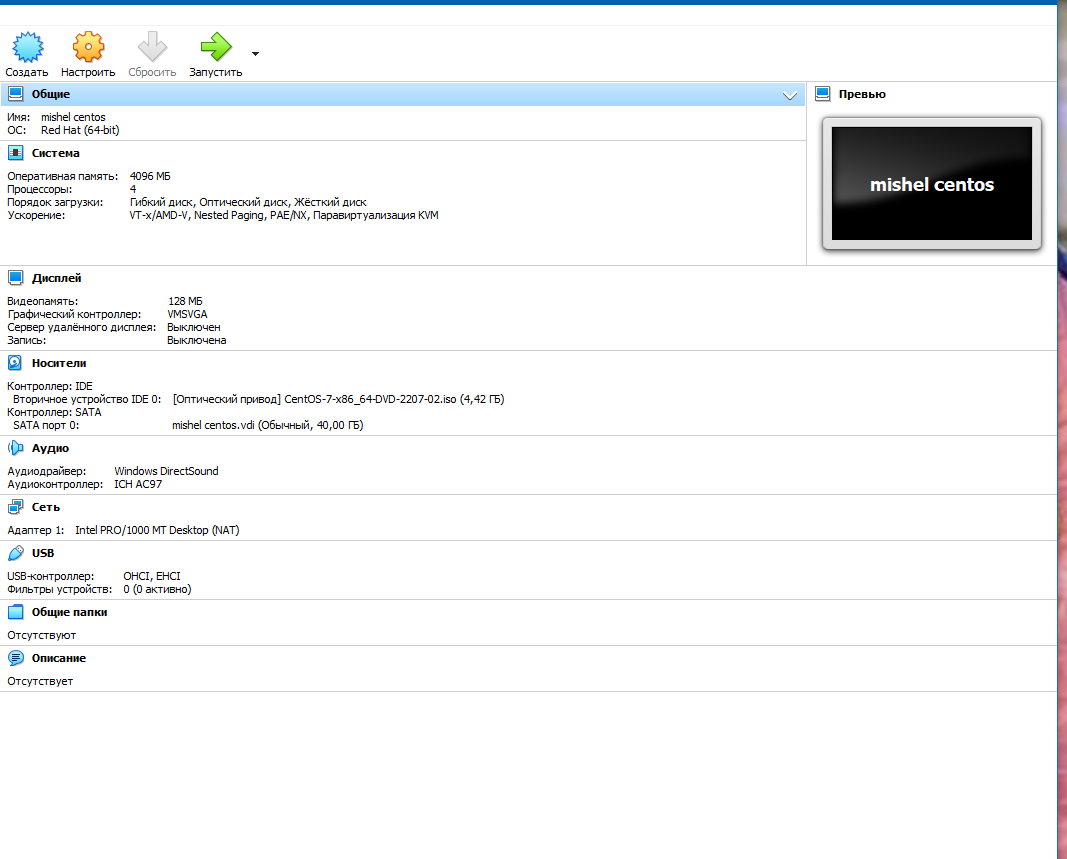 Создать Настроить Сбросить Запустить
Общие
Имя: mishel centos
ОС: Red Hat (64-bit)
Превью
mishel centos
Система
Оперативная память: 4096 МБ
Процессоры: 4
Порядок загрузки: Гибкий диск, Оптический диск, Жёсткий диск
Ускорение: VT-x/AMD-V, Nested Paging, PAE/NX, Паравиртуализация KVM
Дисплей
Видеопамять: 128 МБ
Графический контроллер: VMSVGA
Сервер удалённого дисплея: Выключен
Запись: Выключена
Носители
Контроллер: IDE
Вторичное устройство IDE 0: [Оптический привод] CentOS-7-x86_64-DVD-2207-02.iso (4,42 ГБ)
Контроллер: SATA
SATA порт 0: mishel centos.vdi (Обычный, 40,00 ГБ)
Аудио
Аудиодрайвер: Windows DirectSound
Аудиоконтроллер: ICH AC97
Сеть
Адаптер 1: Intel PRO/1000 MT Desktop (NAT)
USB
USB-контроллер: OHCI, EHCI
Фильтры устройств: 0 (0 активно)
Общие папки
Отсутствуют
Описание
Отсутствует